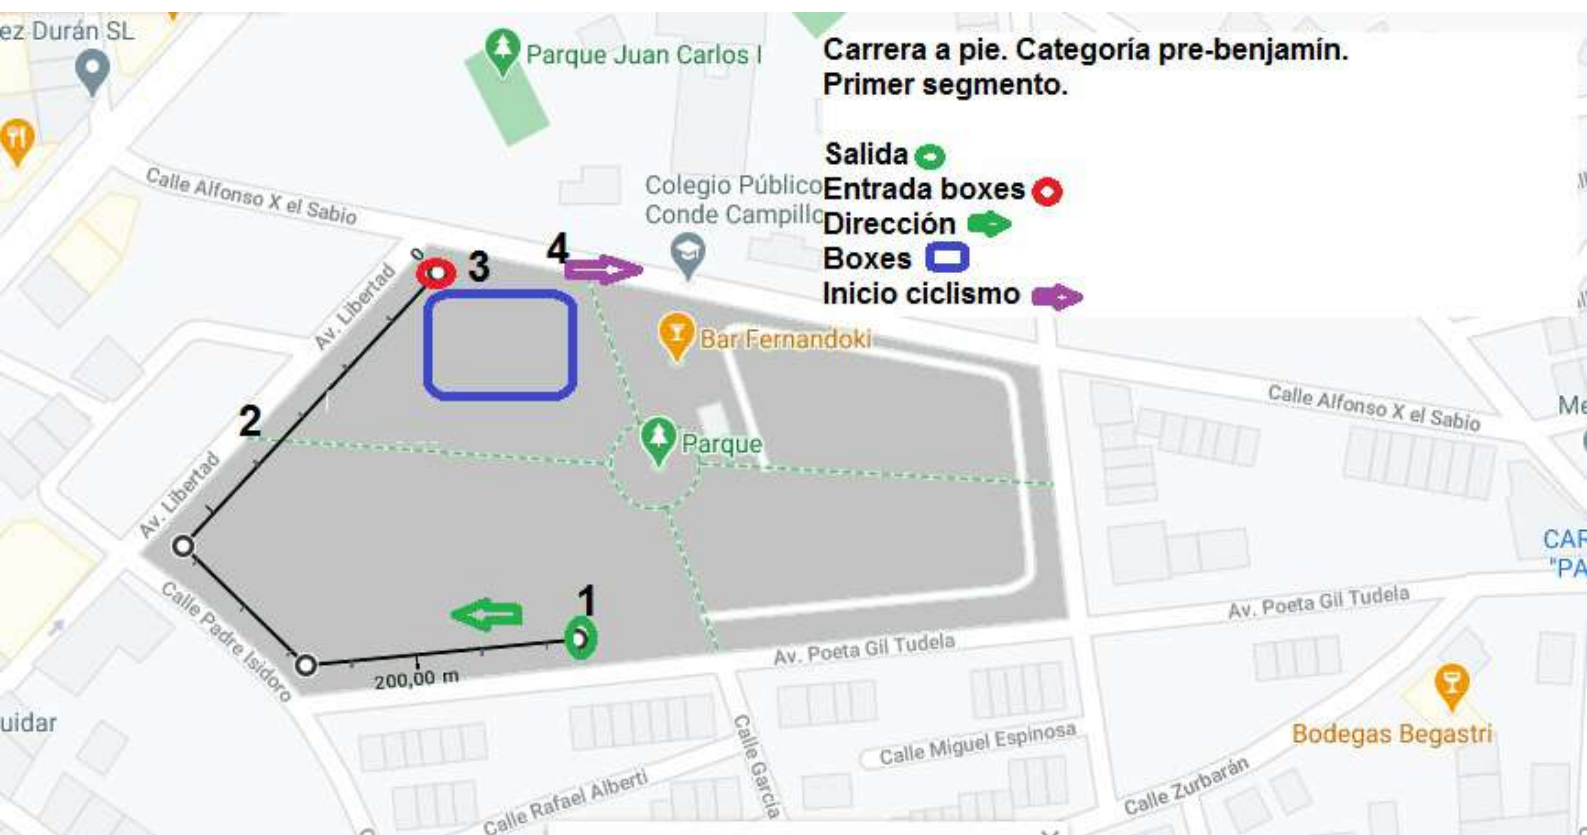 ez Durán SL
Parque Juan Carlos I
Carrera a pie. Categoría pre-benjamín.
Primer segmento.
Salida
Entrada boxes
Dirección
Boxes
Inicio ciclismo
Calle Alfonso X el Sabio
Colegio Público
Conde Campillo
0
3
4
Av. Libertad
Bar Fernandoki
2
Parque
Calle Alfonso X el Sabio
Me
Av. Libertad
CAR
"PA
Calle Padre Isidoro
1
Av. Poeta Gil Tudela
Av. Poeta Gil Tudela
200,00 m
uidar
Calle García
Calle Miguel Espinosa
Bodegas Begastri
Calle Rafael Alberti
Calle Zurbarán